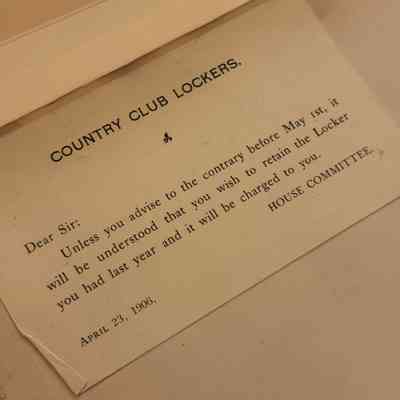 COUNTRY CLUB LOCKERS.
Dear Sir:
Unless you advise to the contrary before May 1st, it
will be understood that you wish to retain the Locker
you had last year and it will be charged to you.
HOUSE COMMITTEE.
APRIL 23, 1906.